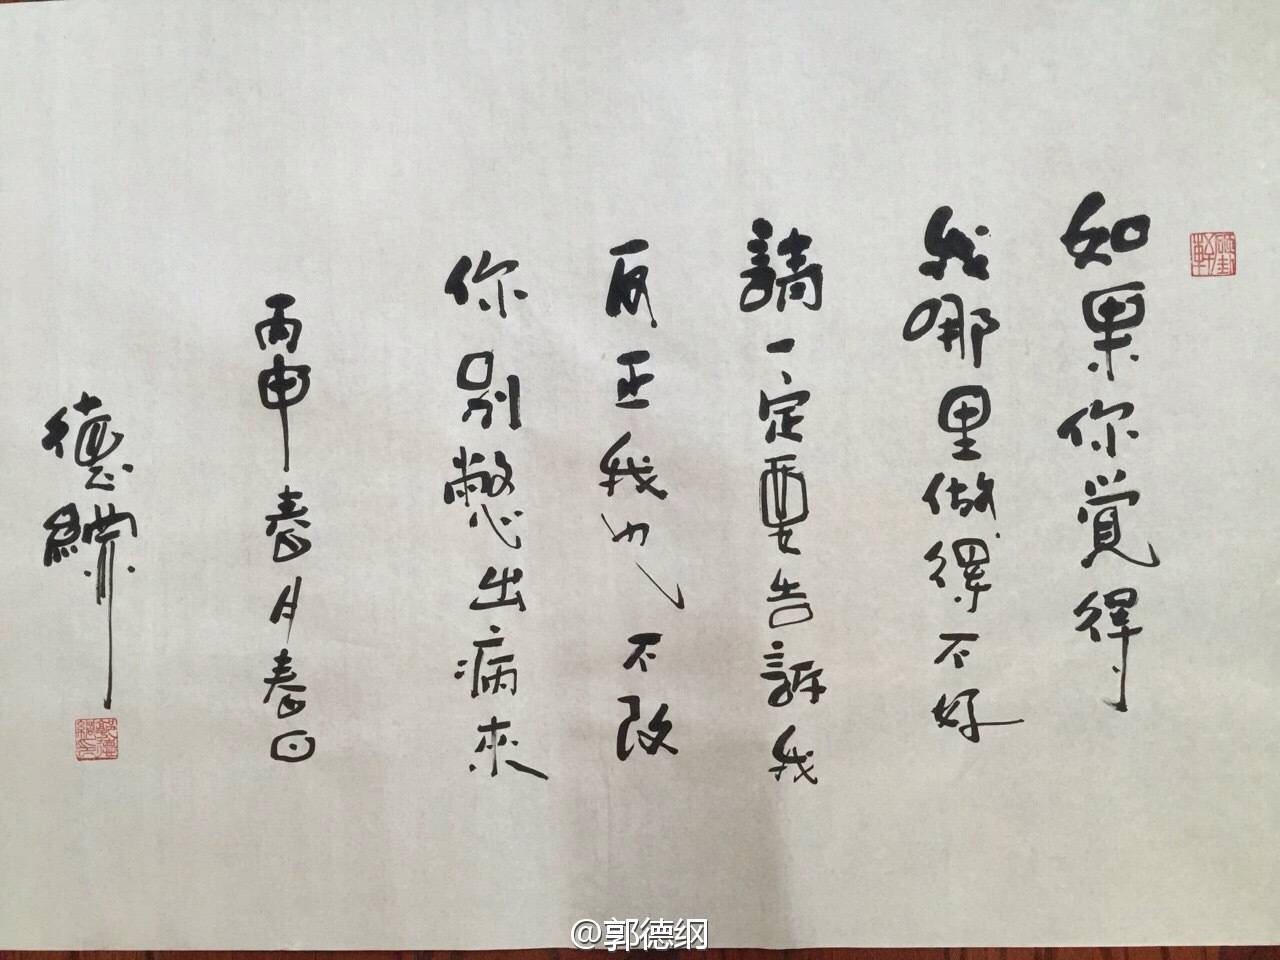 如果你覺得
我哪里做得不好
請一定要告訴我
反正我也不改
你别憋出病來
丙申春月春日
德綱
@郭德纲